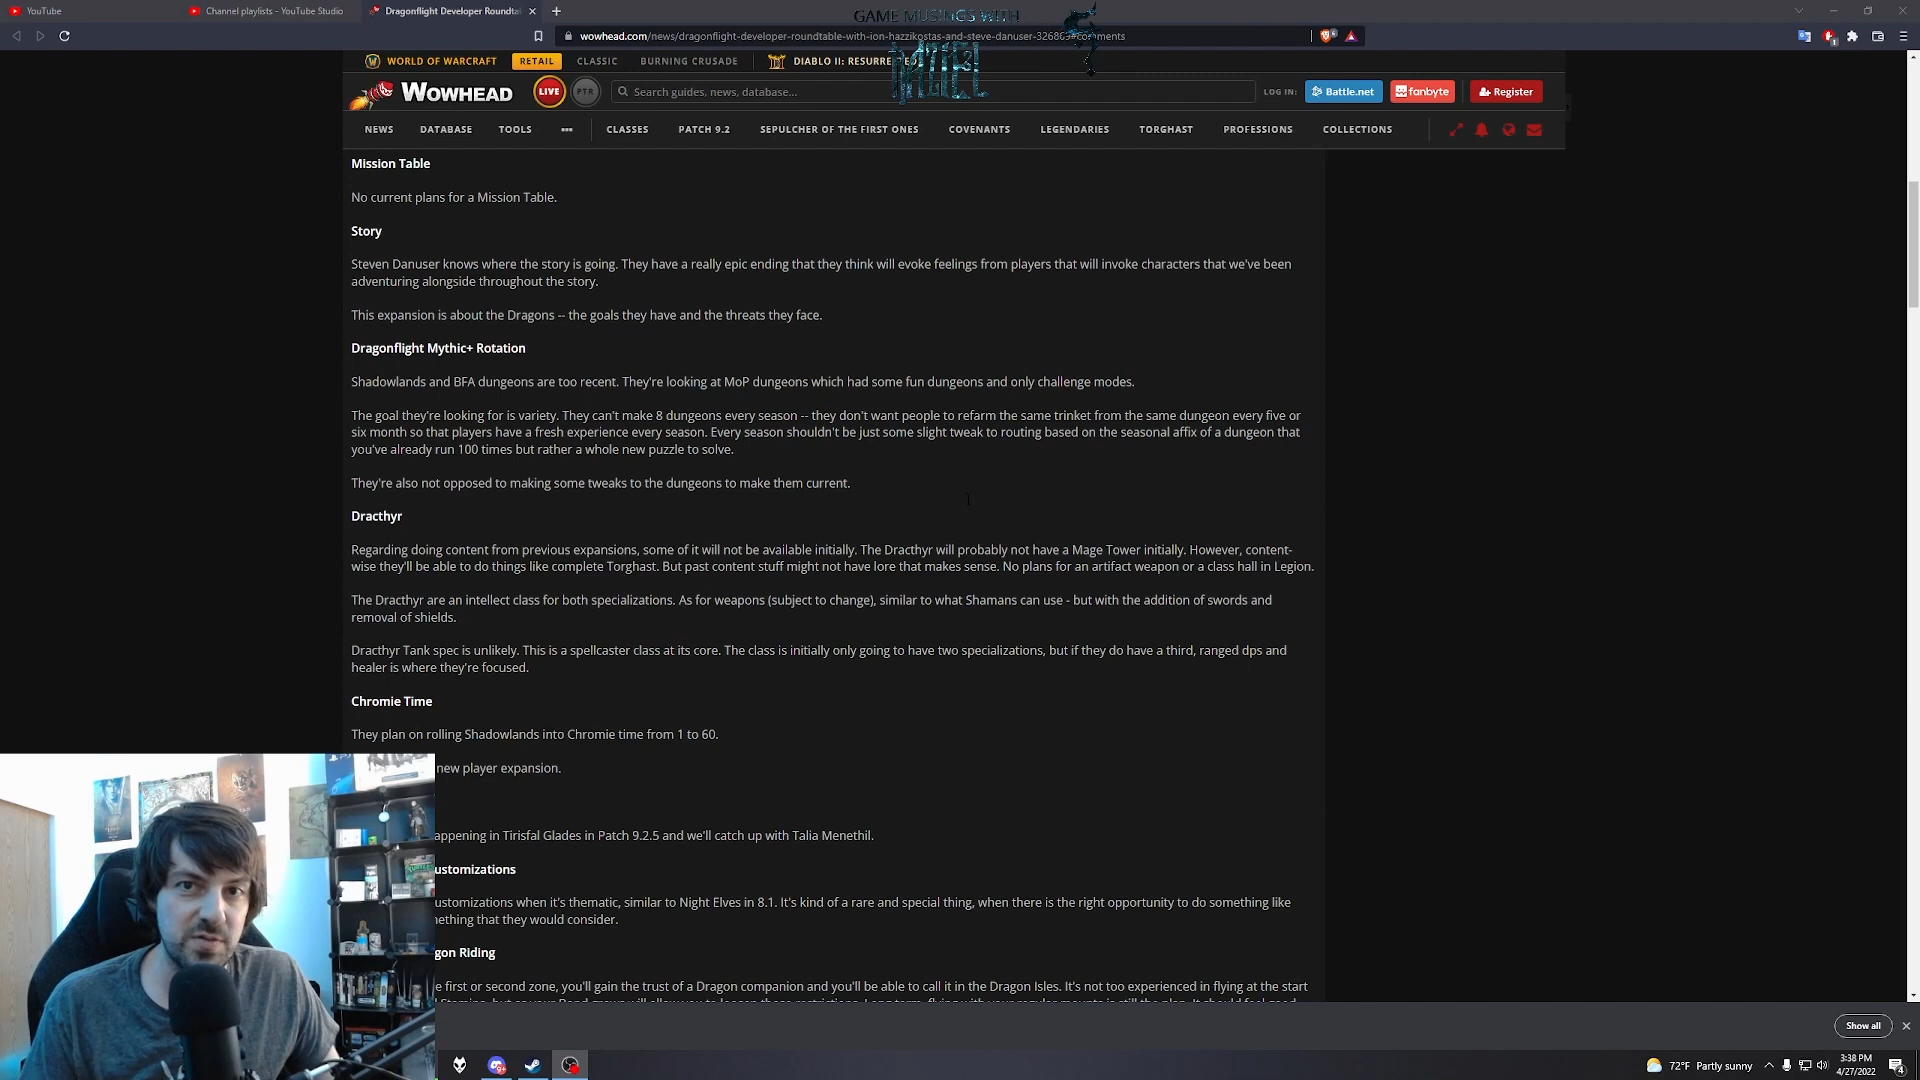 YouTube
Channel playlists - YouTube Studio
Dragonflight Developer Roundta
GAME MUSINGS WITH
wowhead.com/news/dragonflight-developer-roundtable-with-ion-hazzikostas-and-steve-danuser-326869#comments
WORLD OF WARCRAFT
RETAIL
CLASSIC
BURNING CRUSADE
DIABLO II: RESURRECTED
WOWHEAD
LIVE
PTR
Search guides, news, database...
LOG IN:
Battle.net
fanbyte
Register
NEWS
DATABASE
TOOLS
CLASSES
PATCH 9.2
SEPULCHER OF THE FIRST ONES
COVENANTS
LEGENDARIES
TORGHAST
PROFESSIONS
COLLECTIONS
Mission Table
No current plans for a Mission Table.
Story
Steven Danuser knows where the story is going. They have a really epic ending that they think will evoke feelings from players that will invoke characters that we've been
adventuring alongside throughout the story.
This expansion is about the Dragons -- the goals they have and the threats they face.
Dragonflight Mythic+ Rotation
Shadowlands and BFA dungeons are too recent. They're looking at MoP dungeons which had some fun dungeons and only challenge modes.
The goal they're looking for is variety. They can't make 8 dungeons every season -- they don't want people to refarm the same trinket from the same dungeon every five or
six month so that players have a fresh experience every season. Every season shouldn't be just some slight tweak to routing based on the seasonal affix of a dungeon that
you've already run 100 times but rather a whole new puzzle to solve.
They're also not opposed to making some tweaks to the dungeons to make them current.
Dracthyr
Regarding doing content from previous expansions, some of it will not be available initially. The Dracthyr will probably not have a Mage Tower initially. However, content-
wise they'll be able to do things like complete Torghast. But past content stuff might not have lore that makes sense. No plans for an artifact weapon or a class hall in Legion.
The Dracthyr are an intellect class for both specializations. As for weapons (subject to change), similar to what Shamans can use - but with the addition of swords and
removal of shields.
Dracthyr Tank spec is unlikely. This is a spellcaster class at its core. The class is initially only going to have two specializations, but if they do have a third, ranged dps and
healer is where they're focused.
Chromie Time
They plan on rolling Shadowlands into Chromie time from 1 to 60.
new player expansion.
appening in Tirisfal Glades in Patch 9.2.5 and we'll catch up with Talia Menethil.
ustomizations
ustomizations when it's thematic, similar to Night Elves in 8.1. It's kind of a rare and special thing, when there is the right opportunity to do something like
nething that they would consider.
gon Riding
e first or second zone, you'll gain the trust of a Dragon companion and you'll be able to call it in the Dragon Isles. It's not too experienced in flying at the start
Show all
72°F Partly sunny
3:38 PM
4/27/2022